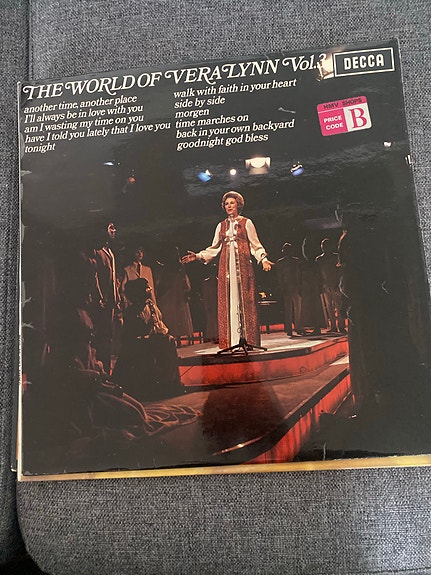 THE WORLD OF VERA LYNN Vol.3
DECCA
another time, another place
I'll always be in love with you
am I wasting my time on you
have I told you lately that I love you
tonight
walk with faith in your heart
side by side
morgen
time marches on
back in your own backyard
goodnight god bless
HMV SHOPS
PRICE
CODE
B